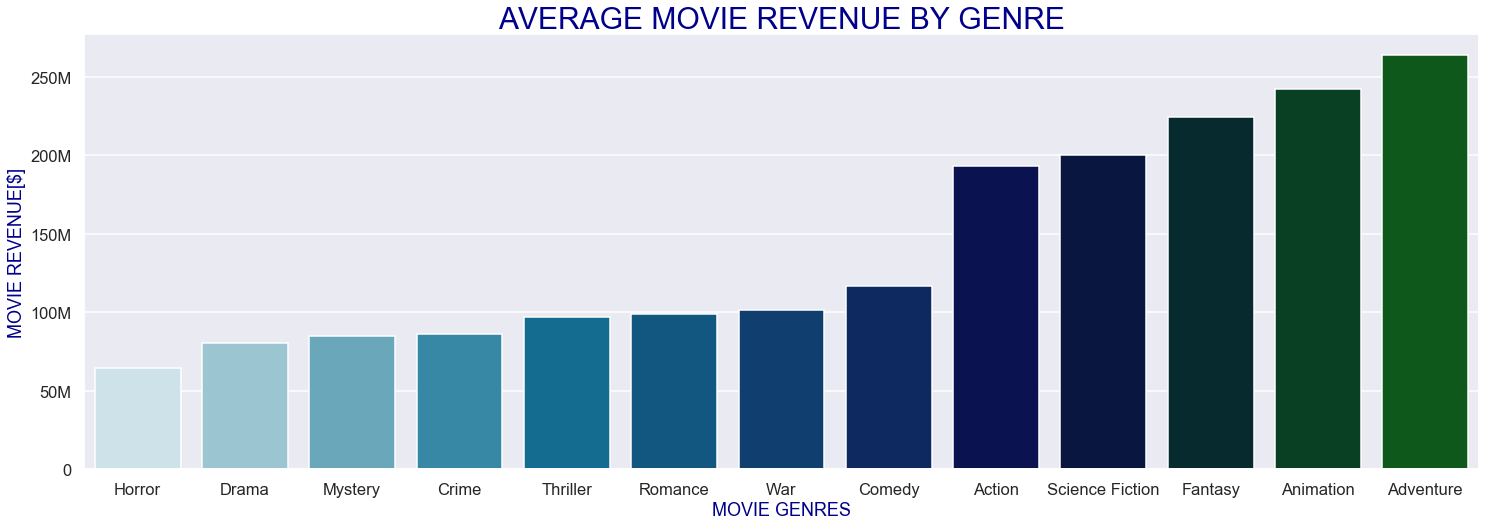 AVERAGE MOVIE REVENUE BY GENRE
MOVIE REVENUE[$]
250M
200M
150M
100M
50M
0
Horror Drama Mystery Crime Thriller Romance War Comedy Action Science Fiction Fantasy Animation Adventure
MOVIE GENRES